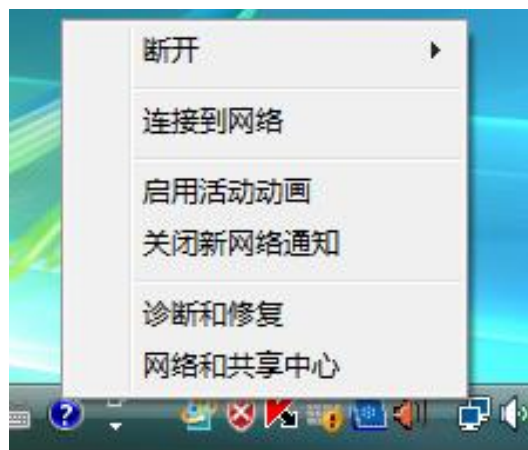 断开
连接到网络
启用活动动画
关闭新网络通知
诊断和修复
网络和共享中心